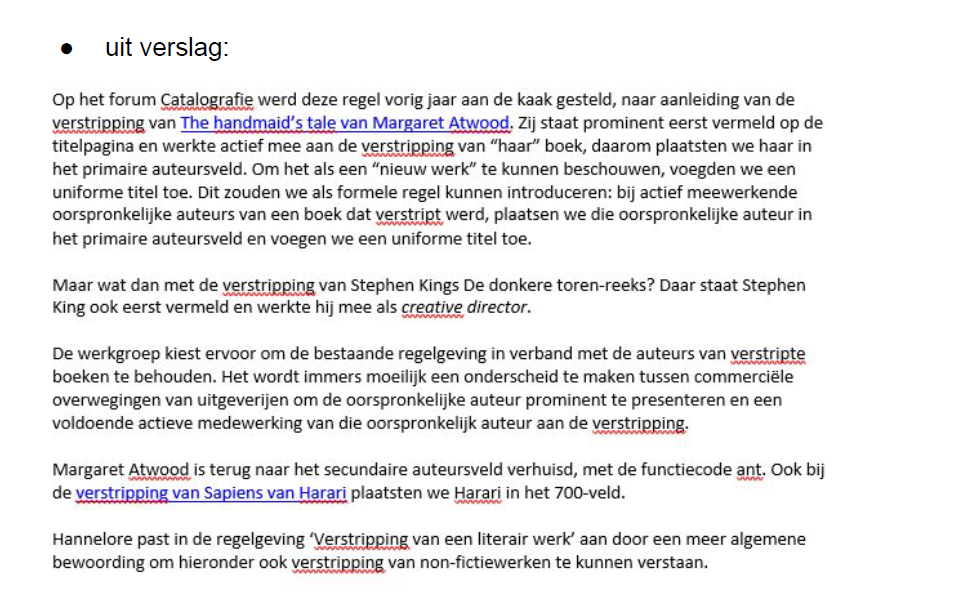 ● uit verslag:
Op het forum Catalografie werd deze regel vorig jaar aan de kaak gesteld, naar aanleiding van de
verstripping van The handmaid's tale van Margaret Atwood. Zij staat prominent eerst vermeld op de
titelpagina en werkte actief mee aan de verstripping van “haar” boek, daarom plaatsten we haar in
het primaire auteursveld. Om het als een “nieuw werk” te kunnen beschouwen, voegden we een
uniforme titel toe. Dit zouden we als formele regel kunnen introduceren: bij actief meewerkende
oorspronkelijke auteurs van een boek dat verstript werd, plaatsen we die oorspronkelijke auteur in
het primaire auteursveld en voegen we een uniforme titel toe.
Maar wat dan met de verstripping van Stephen Kings De donkere toren-reeks? Daar staat Stephen
King ook eerst vermeld en werkte hij mee als creative director.
De werkgroep kiest ervoor om de bestaande regelgeving in verband met de auteurs van verstripte
boeken te behouden. Het wordt immers moeilijk een onderscheid te maken tussen commerciële
overwegingen van uitgeverijen om de oorspronkelijke auteur prominent te presenteren en een
voldoende actieve medewerking van die oorspronkelijk auteur aan de verstripping.
Margaret Atwood is terug naar het secundaire auteursveld verhuisd, met de functiecode ant. Ook bij
de verstripping van Sapiens van Harari plaatsten we Harari in het 700-veld.
Hannelore past in de regelgeving ‘Verstripping van een literair werk’ aan door een meer algemene
bewoording om hieronder ook verstripping van non-fictiewerken te kunnen verstaan.